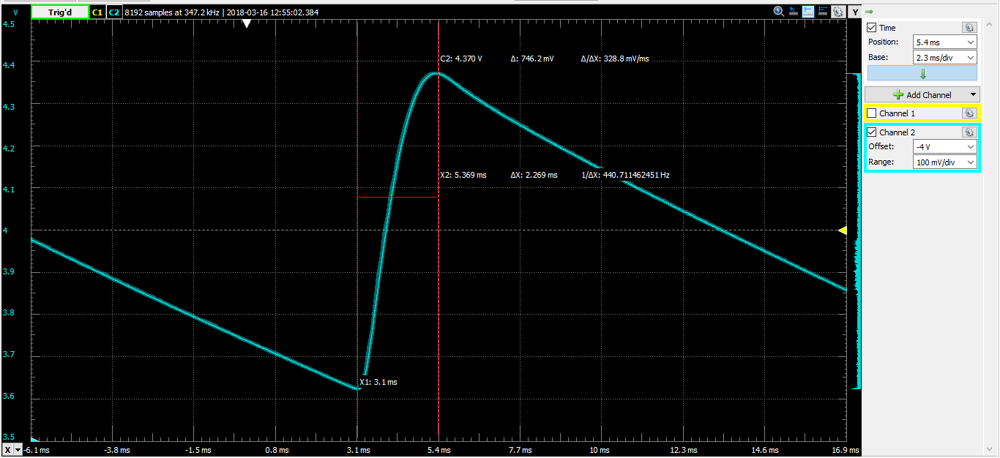 V Trig'd C1 C2 8192 samples at 347.2 kHz | 2018-03-16 12:55:02.384 Y
4.5
4.4
4.3
4.2
4.1
4
3.9
3.8
3.7
3.6
3.5
C2: 4.370 V Δ: 746.2 mV Δ/ΔX: 328.8 mV/ms
X2: 5.369 ms ΔX: 2.269 ms 1/ΔX: 440.711462451 Hz
X1: 3.1 ms
X -6.1 ms -3.8 ms -1.5 ms 0.8 ms 3.1 ms 5.4 ms 7.7 ms 10 ms 12.3 ms 14.6 ms 16.9 ms
Time
Position: 5.4 ms
Base: 2.3 ms/div
Add Channel
Channel 1
Channel 2
Offset: -4 V
Range: 100 mV/div